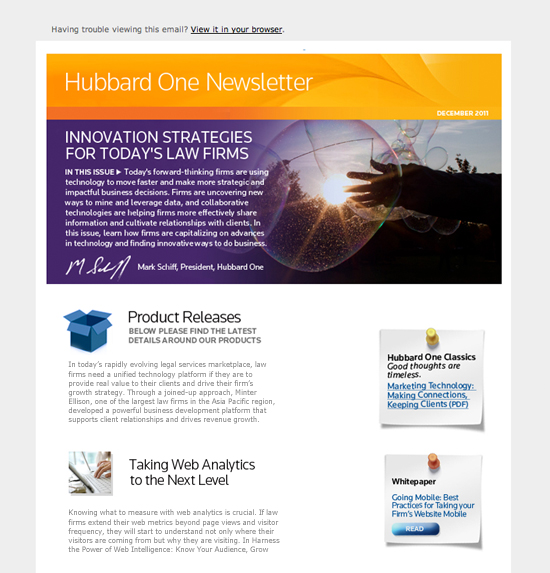 Having trouble viewing this email? View it in your browser.
Hubbard One Newsletter
DECEMBER 2011
INNOVATION STRATEGIES
FOR TODAY'S LAW FIRMS
IN THIS ISSUE ▶ Today's forward-thinking firms are using
technology to move faster and make more strategic and
impactful business decisions. Firms are uncovering new
ways to mine and leverage data, and collaborative
technologies are helping firms more effectively share
information and cultivate relationships with clients. In
this issue, learn how firms are capitalizing on advances
in technology and finding innovative ways to do business.
Mark Schiff, President, Hubbard One
Product Releases
BELOW PLEASE FIND THE LATEST
DETAILS AROUND OUR PRODUCTS
In today's rapidly evolving legal services marketplace, law
firms need a unified technology platform if they are to
provide real value to their clients and drive their firm's
growth strategy. Through a joined-up approach, Minter
Ellison, one of the largest law firms in the Asia Pacific region,
developed a powerful business development platform that
supports client relationships and drives revenue growth.
Hubbard One Classics
Good thoughts are
timeless.
Marketing Technology:
Making Connections,
Keeping Clients (PDF)
Taking Web Analytics
to the Next Level
Knowing what to measure with web analytics is crucial. If law
firms extend their web metrics beyond page views and visitor
frequency, they will start to understand not only where their
visitors are coming from but why they are visiting. In Harness
the Power of Web Intelligence: Know Your Audience, Grow
Whitepaper
Going Mobile: Best
Practices for Taking your
Firm's Website Mobile
READ